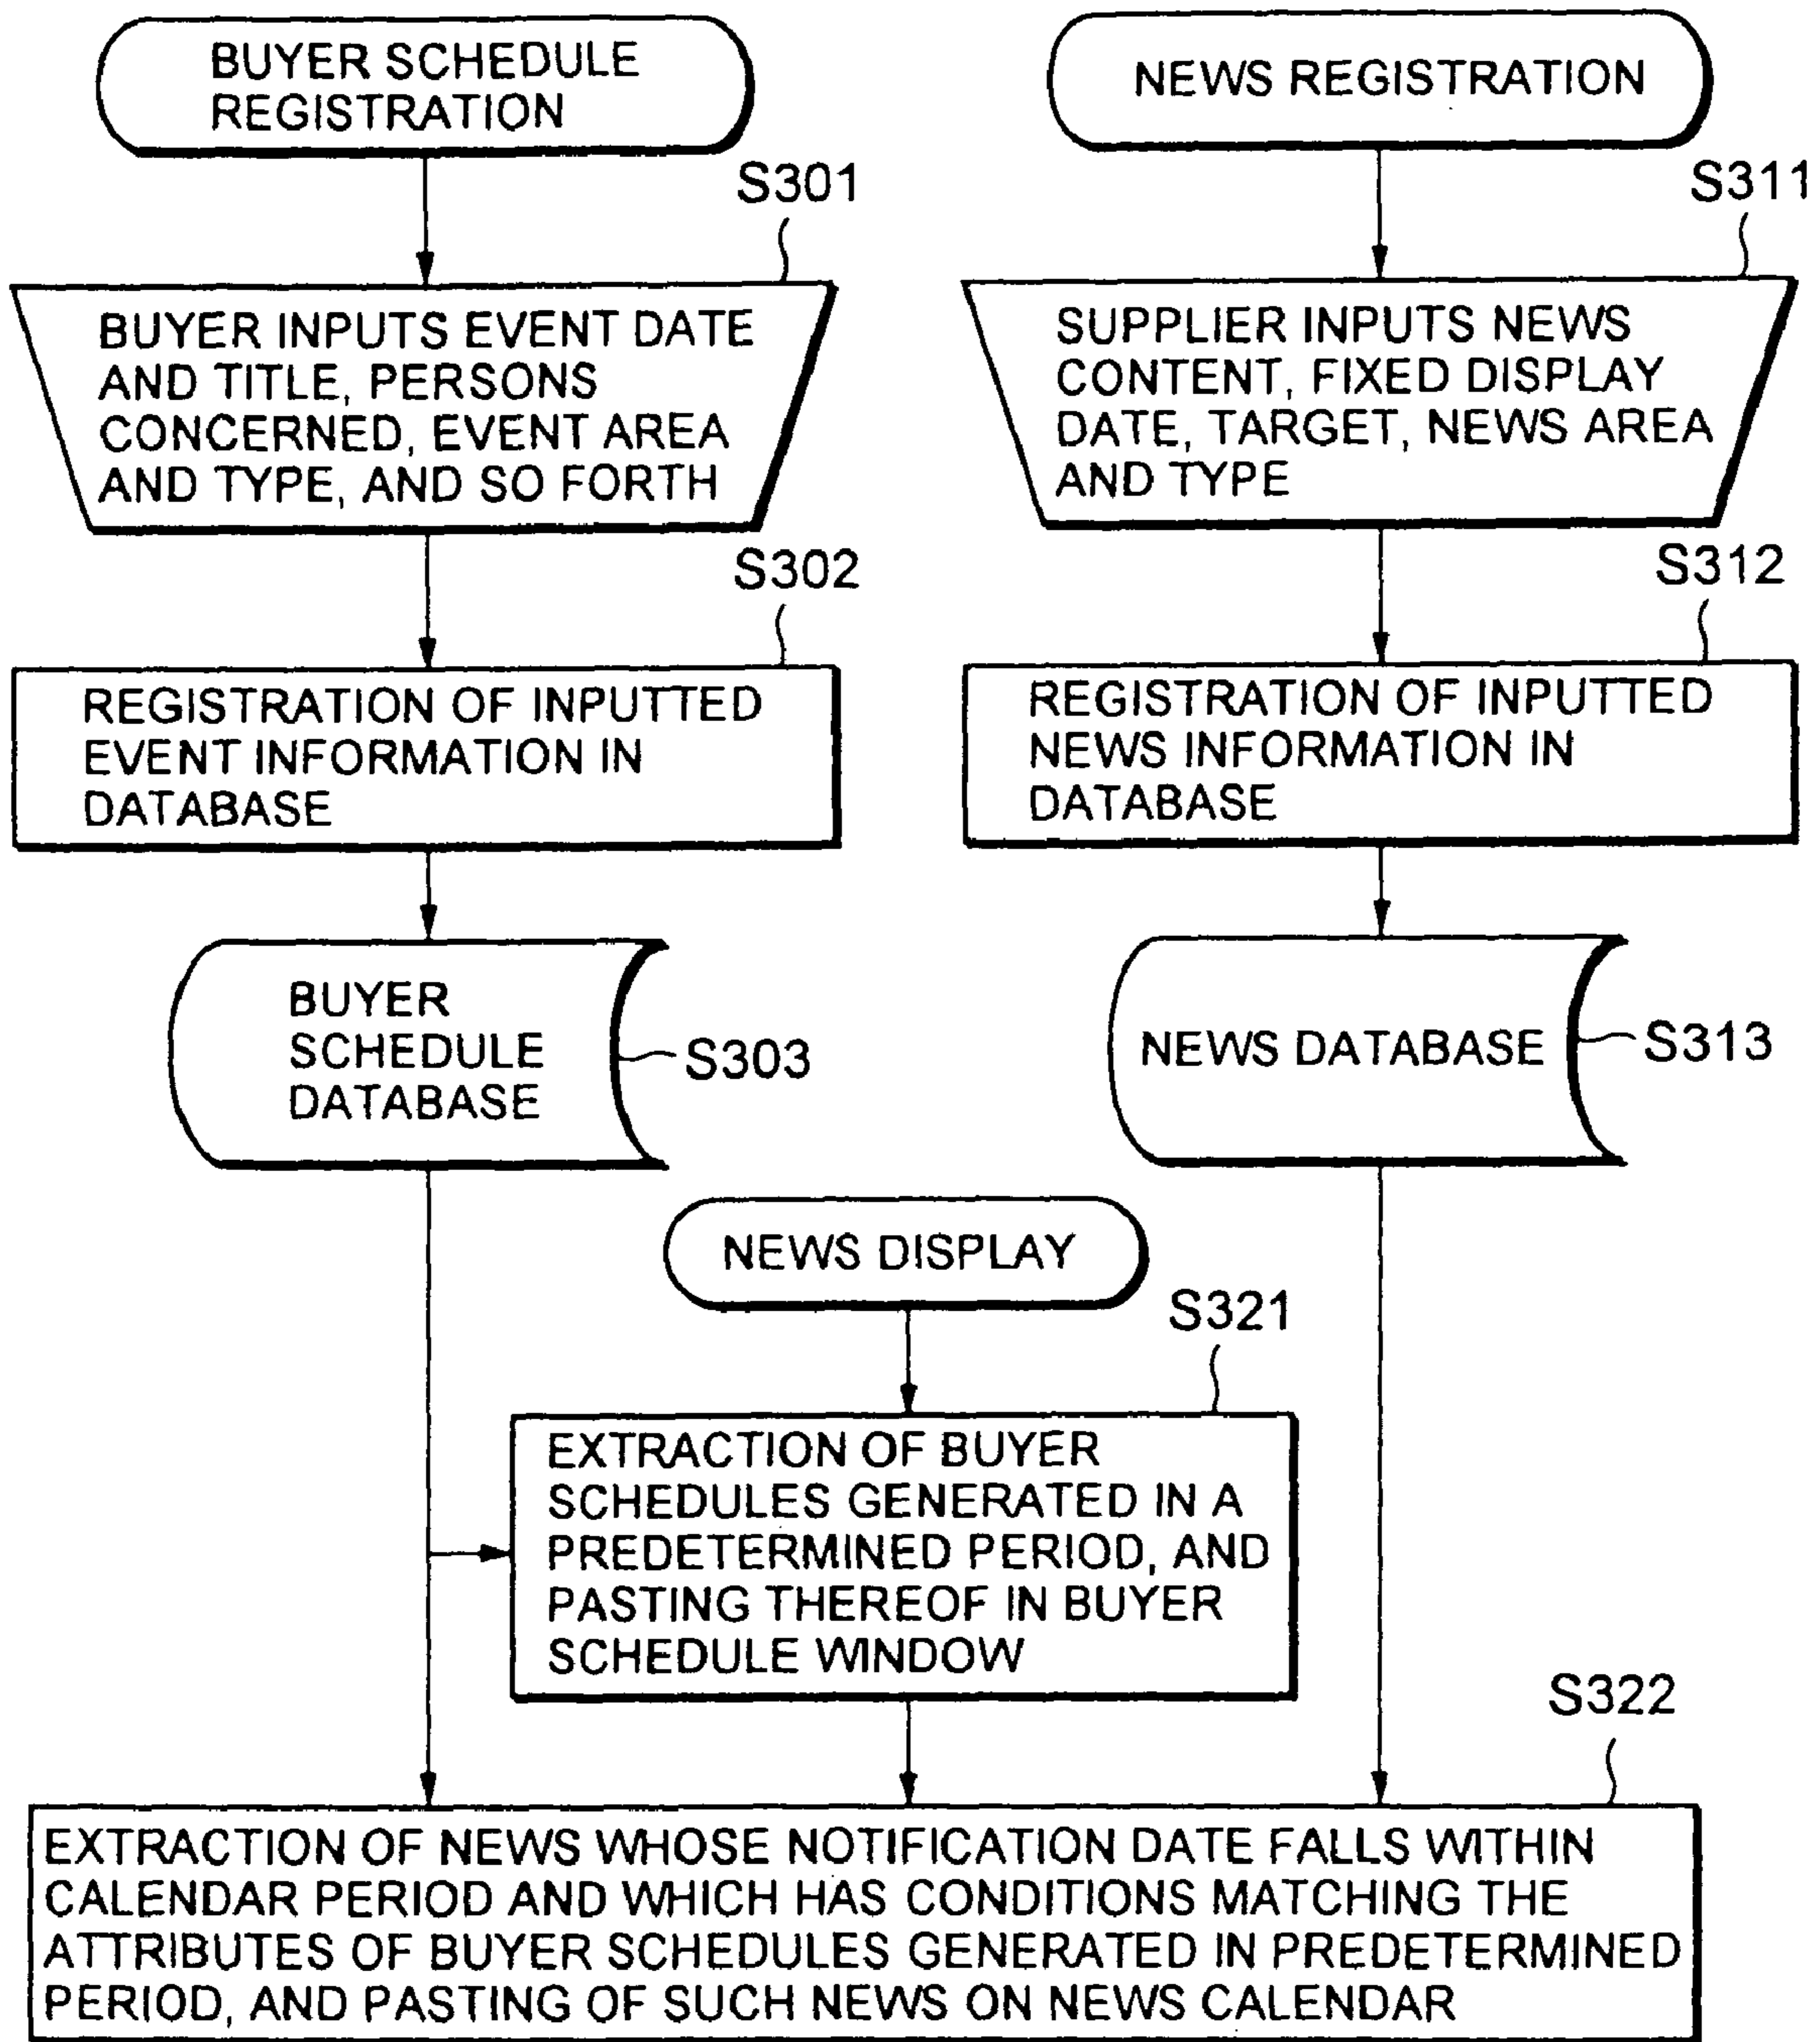 BUYER SCHEDULE
REGISTRATION
S301
BUYER INPUTS EVENT DATE
AND TITLE, PERSONS
CONCERNED, EVENT AREA
AND TYPE, AND SO FORTH
S302
REGISTRATION OF INPUTTED
EVENT INFORMATION IN
DATABASE
BUYER
SCHEDULE
DATABASE
S303
NEWS REGISTRATION
S311
SUPPLIER INPUTS NEWS
CONTENT, FIXED DISPLAY
DATE, TARGET, NEWS AREA
AND TYPE
S312
REGISTRATION OF INPUTTED
NEWS INFORMATION IN
DATABASE
NEWS DATABASE
S313
NEWS DISPLAY
S321
EXTRACTION OF BUYER
SCHEDULES GENERATED IN A
PREDETERMINED PERIOD, AND
PASTING THEREOF IN BUYER
SCHEDULE WINDOW
S322
EXTRACTION OF NEWS WHOSE NOTIFICATION DATE FALLS WITHIN
CALENDAR PERIOD AND WHICH HAS CONDITIONS MATCHING THE
ATTRIBUTES OF BUYER SCHEDULES GENERATED IN PREDETERMINED
PERIOD, AND PASTING OF SUCH NEWS ON NEWS CALENDAR